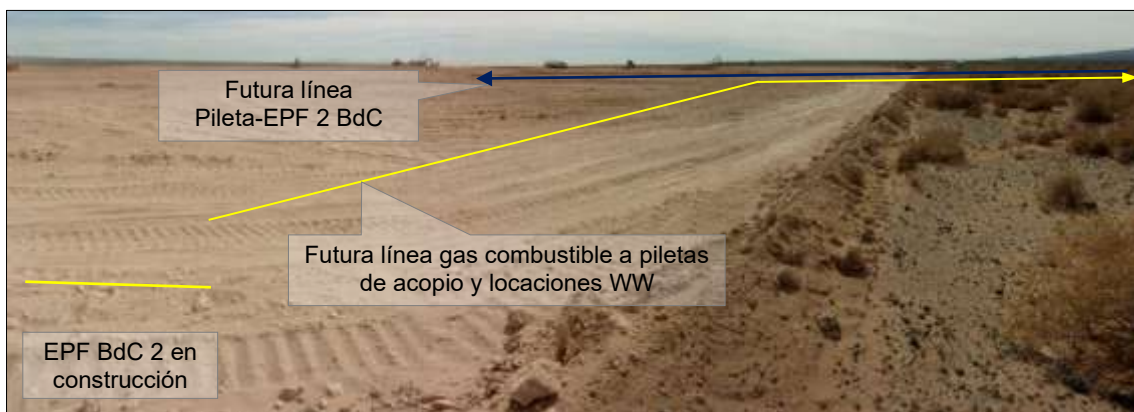 Futura línea
Pileta-EPF 2 BdC
Futura línea gas combustible a piletas
de acopio y locaciones WW
EPF BdC 2 en
construcción